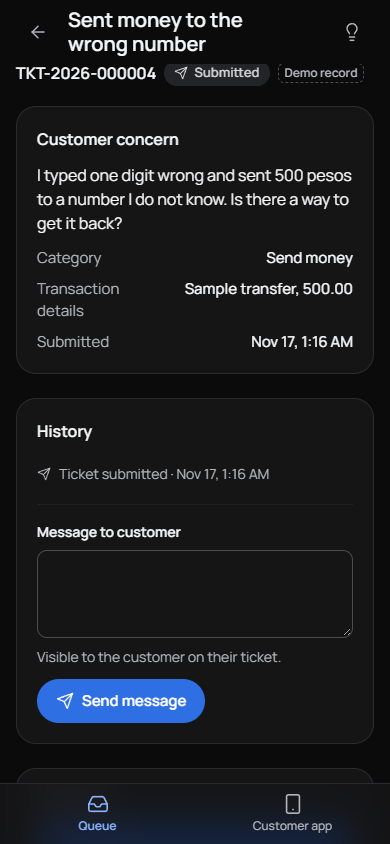 Sent money to the
wrong number
TKT-2026-000004
Submitted
Demo record
Customer concern
I typed one digit wrong and sent 500 pesos
to a number I do not know. Is there a way to
get it back?
Category
Send money
Transaction
details
Sample transfer, 500.00
Submitted
Nov 17, 1:16 AM
History
Ticket submitted · Nov 17, 1:16 AM
Message to customer
Visible to the customer on their ticket.
Send message
Queue
Customer app